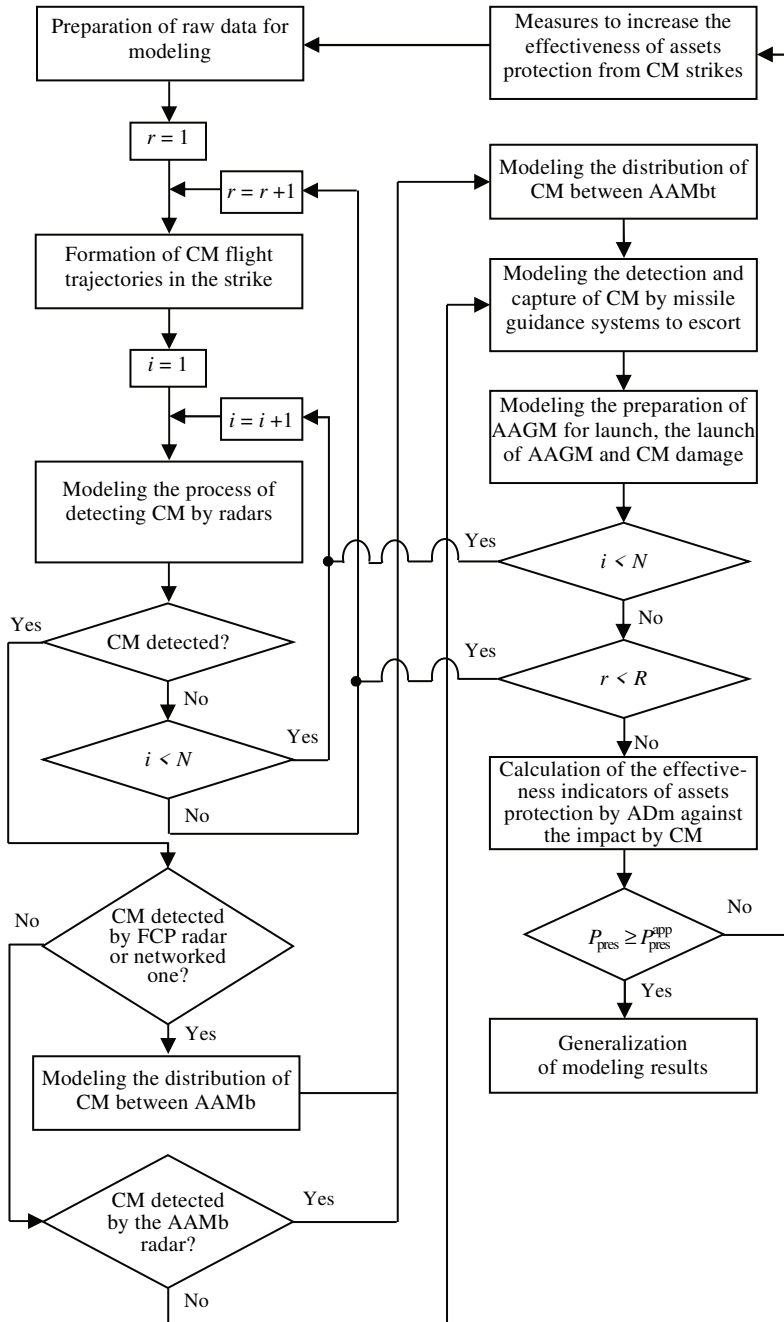 Preparation of raw data for
modeling
r = 1
r = r +1
Formation of CM flight
trajectories in the strike
i = 1
i = i +1
Modeling the process of
detecting CM by radars
Yes
CM detected?
No
i < N
Yes
No
No
CM detected
by FCP radar
or networked
one?
Yes
Modeling the distribution of
CM between AAMb
CM detected
by the AAMb
radar?
Yes
No
Measures to increase the
effectiveness of assets
protection from CM strikes
Modeling the distribution of
CM between AAMbt
Modeling the detection and
capture of CM by missile
guidance systems to escort
Modeling the preparation of
AAGM for launch, the launch
of AAGM and CM damage
Yes
i < N
No
Yes
r < R
No
Calculation of the effective-
ness indicators of assets
protection by ADm against
the impact by CM
P_pres ≥ P_pres^app
No
Yes
Generalization
of modeling results